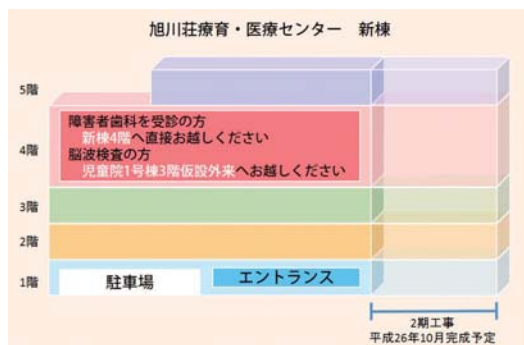 旭川荘療育・医療センター　新棟
5階
障害者歯科を受診の方
新棟4階へ直接お越しください
4階
脳波検査の方
児童院1号棟3階仮設外来へお越しください
3階
2階
1階
駐車場
エントランス
2期工事
平成26年10月完成予定